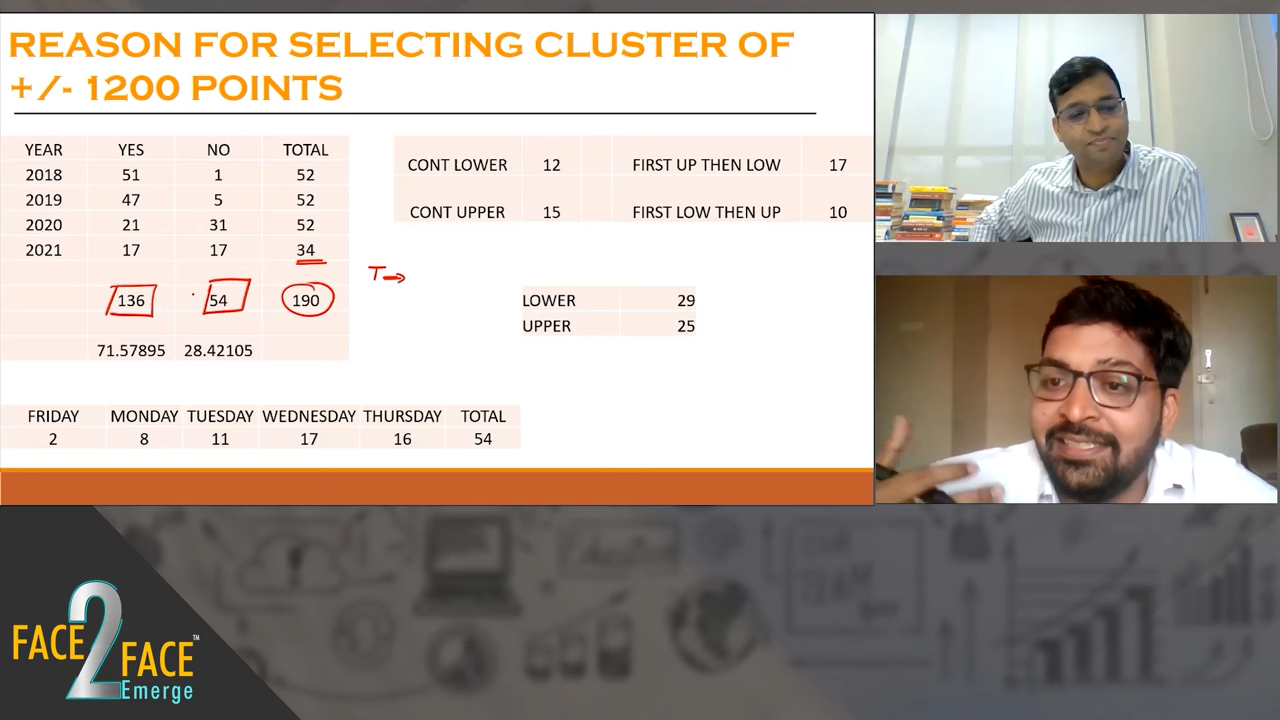 REASON FOR SELECTING CLUSTER OF
+/- 1200 POINTS
YEAR YES NO TOTAL
2018 51 1 52
2019 47 5 52
2020 21 31 52
2021 17 17 34
136 54 190
71.57895 28.42105
CONT LOWER 12 FIRST UP THEN LOW 17
CONT UPPER 15 FIRST LOW THEN UP 10
T
LOWER 29
UPPER 25
FRIDAY MONDAY TUESDAY WEDNESDAY THURSDAY TOTAL
2 8 11 17 16 54
FACE 2 FACE™
Emerge